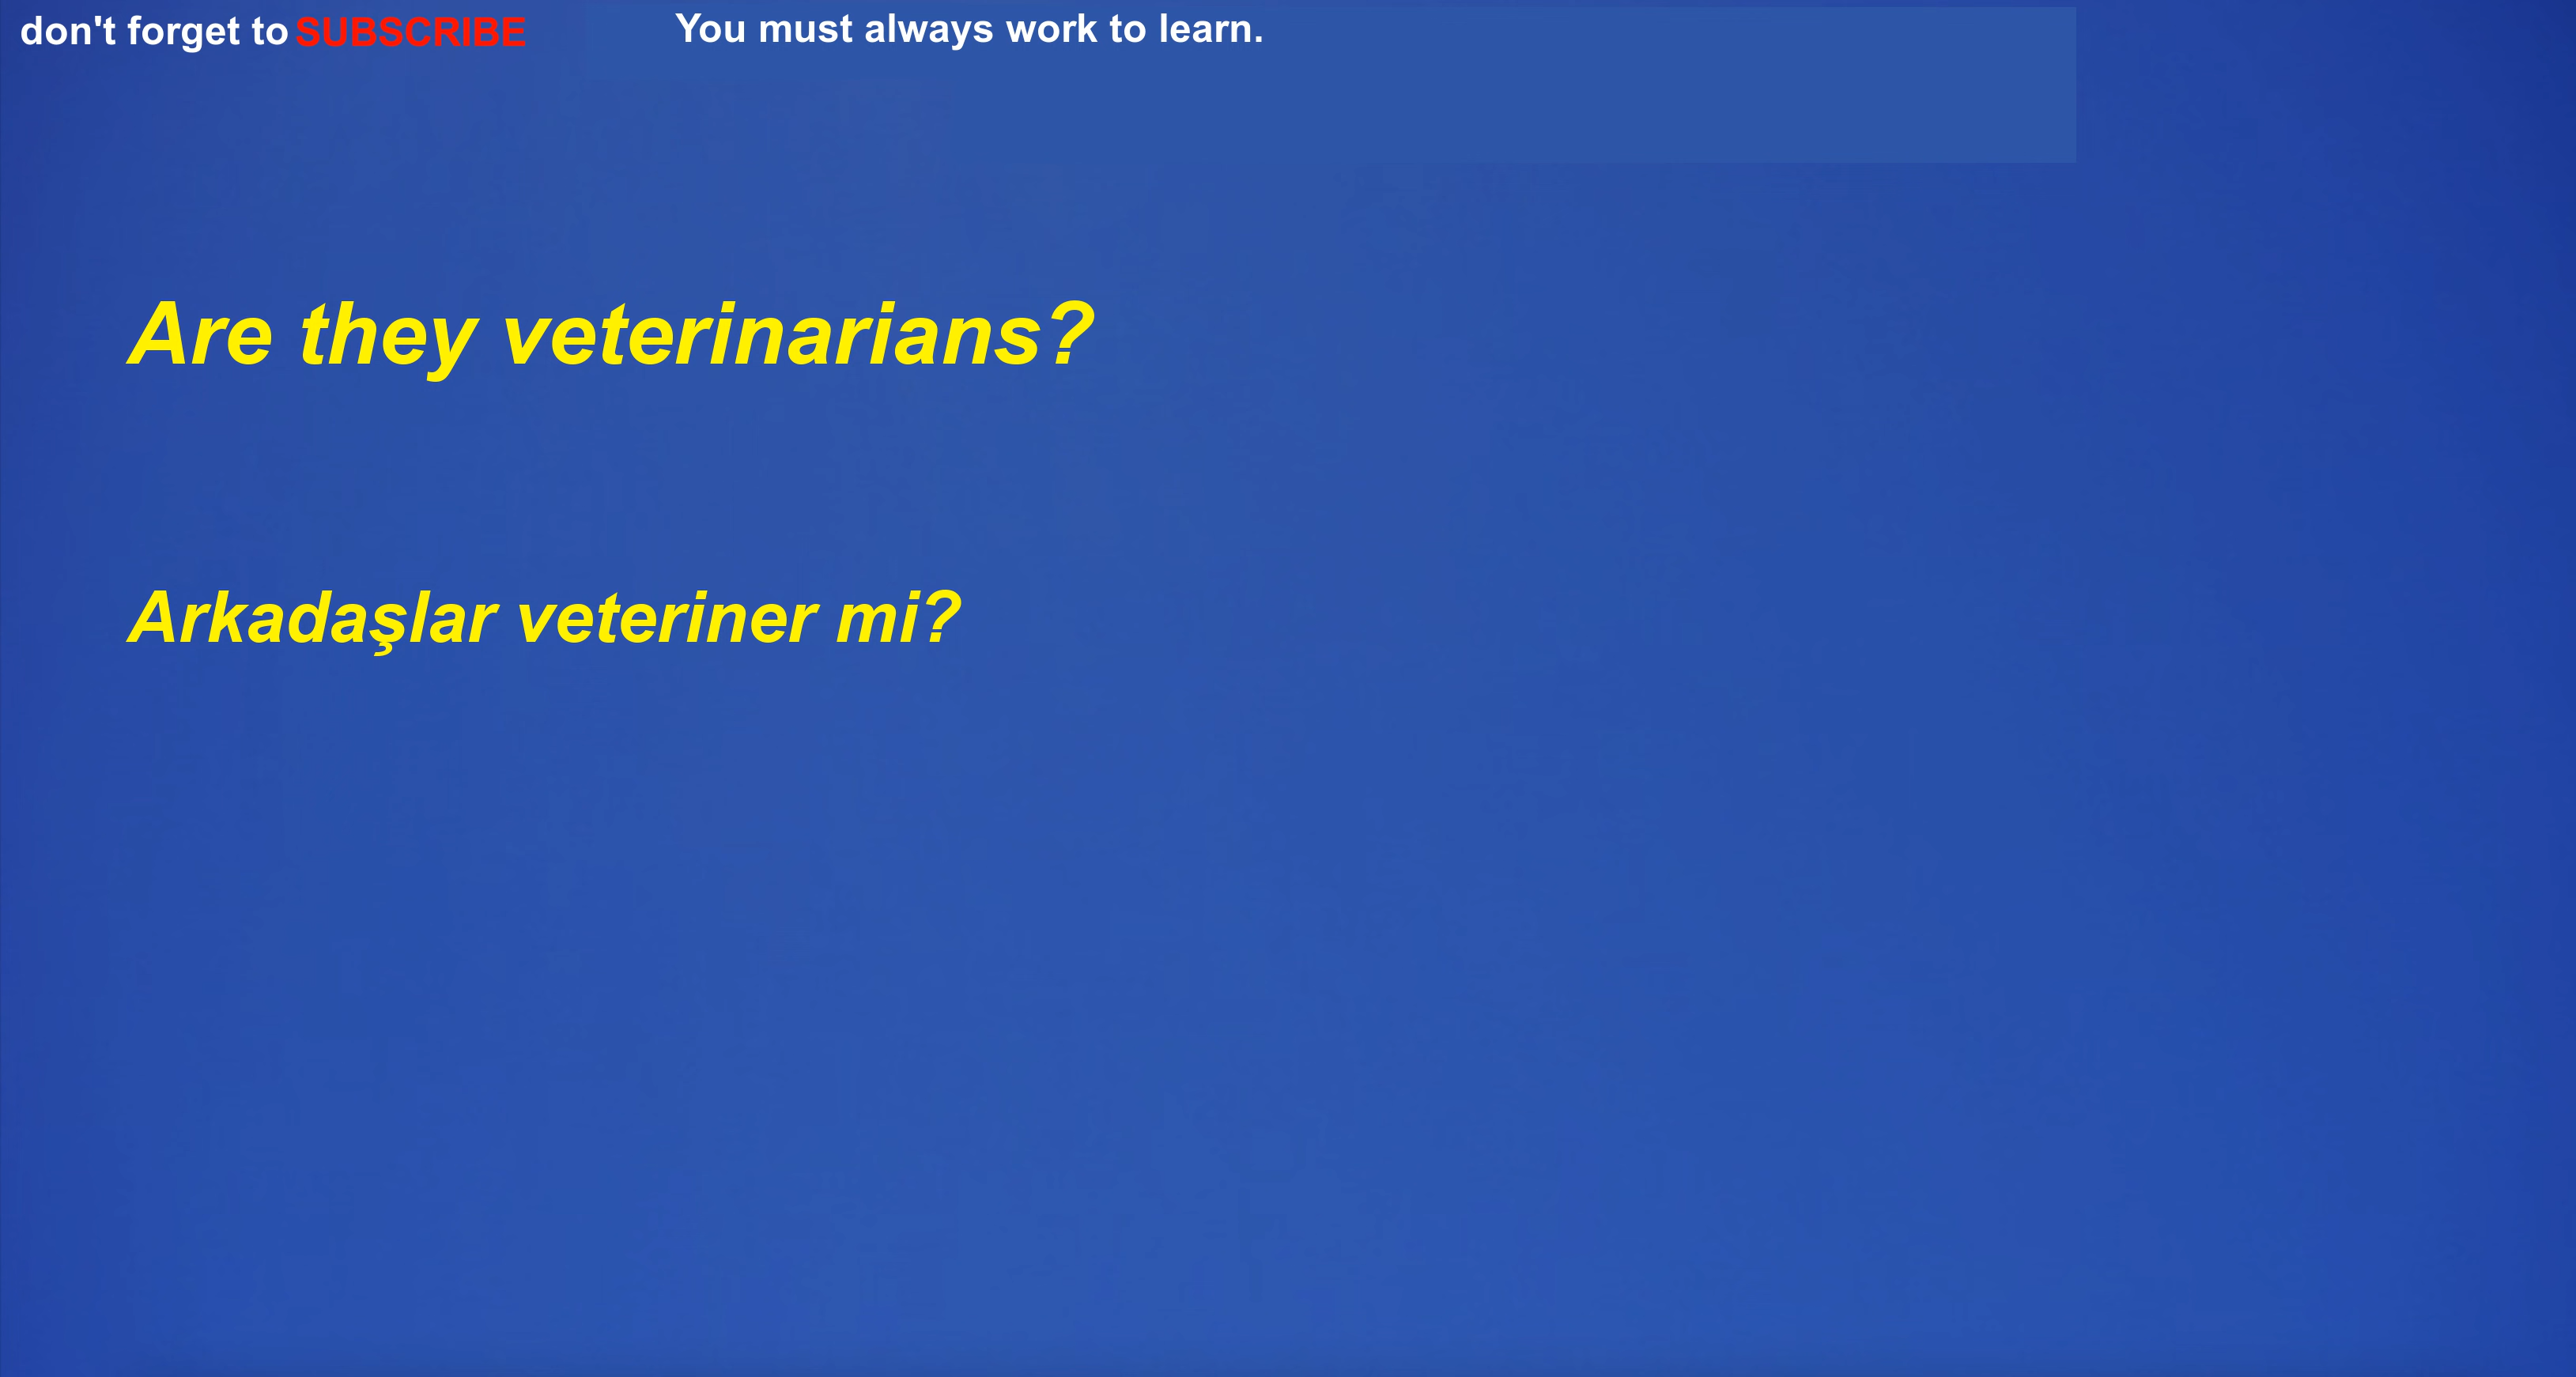 don't forget to SUBSCRIBE
You must always work to learn.
Are they veterinarians?
Arkadaşlar veteriner mi?